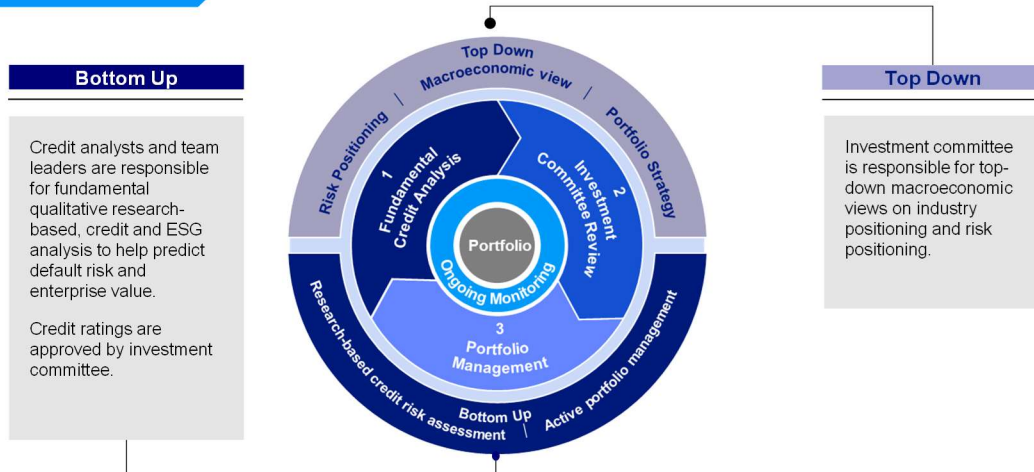 Bottom Up
Credit analysts and team
leaders are responsible
for fundamental
qualitative research-
based, credit and ESG
analysis to help predict
default risk and
enterprise value.
Credit ratings are
approved by investment
committee.
Top Down
Macroeconomic view
Risk Positioning
|
|
Portfolio Strategy
1
Fundamental
Credit Analysis
2
Investment
Committee Review
Portfolio
Ongoing Monitoring
3
Portfolio
Management
Research-based credit risk assessment
Bottom Up
|
Active portfolio management
Top Down
Investment committee
is responsible for top-
down macroeconomic
views on industry
positioning and risk
positioning.